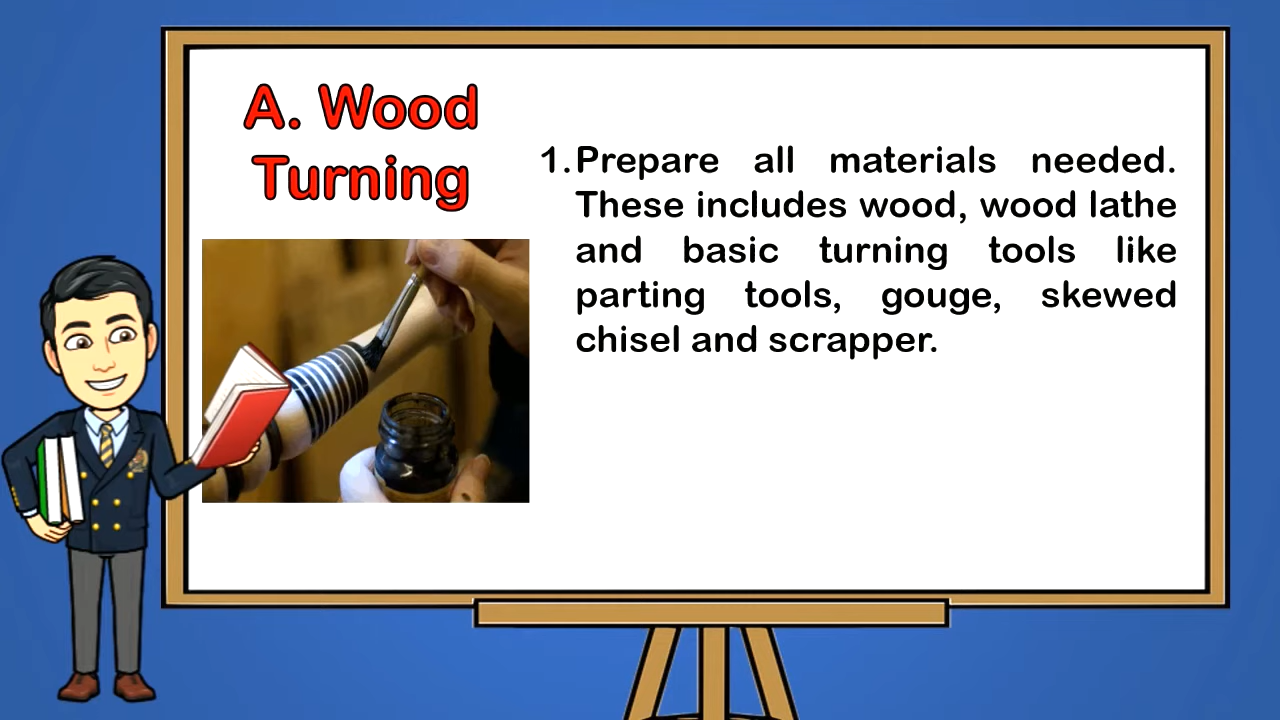 A. Wood
Turning
1. Prepare all materials needed.
These includes wood, wood lathe
and basic turning tools like
parting tools, gouge, skewed
chisel and scrapper.